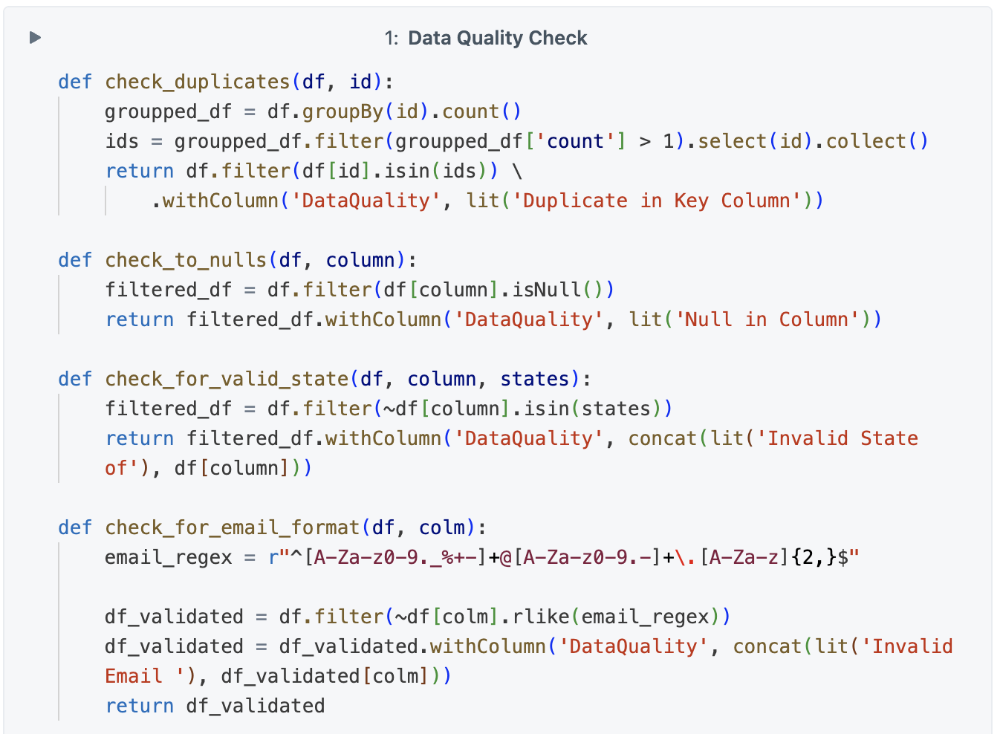 1: Data Quality Check
def check_duplicates(df, id):
    groupped_df = df.groupBy(id).count()
    ids = groupped_df.filter(groupped_df['count'] > 1).select(id).collect()
    return df.filter(df[id].isin(ids)) \
        .withColumn('DataQuality', lit('Duplicate in Key Column'))
def check_to_nulls(df, column):
    filtered_df = df.filter(df[column].isNull())
    return filtered_df.withColumn('DataQuality', lit('Null in Column'))
def check_for_valid_state(df, column, states):
    filtered_df = df.filter(~df[column].isin(states))
    return filtered_df.withColumn('DataQuality', concat(lit('Invalid State
    of'), df[column]))
def check_for_email_format(df, colm):
    email_regex = r"^[A-Za-z0-9._%+-]+@[A-Za-z0-9.-]+\.[A-Za-z]{2,}$"
    df_validated = df.filter(~df[colm].rlike(email_regex))
    df_validated = df_validated.withColumn('DataQuality', concat(lit('Invalid
    Email '), df_validated[colm]))
    return df_validated